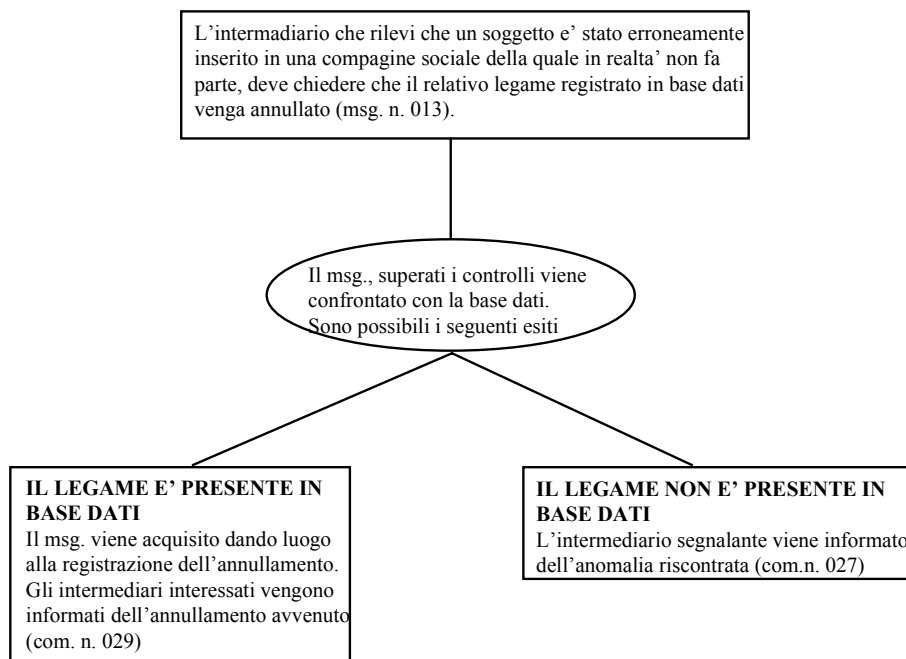 L’intermadiario che rilevi che un soggetto e’ stato erroneamente
inserito in una compagine sociale della quale in realta’ non fa
parte, deve chiedere che il relativo legame registrato in base dati
venga annullato (msg. n. 013).
Il msg., superati i controlli viene
confrontato con la base dati.
Sono possibili i seguenti esiti
IL LEGAME E’ PRESENTE IN
BASE DATI
Il msg. viene acquisito dando luogo
alla registrazione dell’annullamento.
Gli intermediari interessati vengono
informati dell’annullamento avvenuto
(com. n. 029)
IL LEGAME NON E’ PRESENTE IN
BASE DATI
L’intermediario segnalante viene informato
dell’anomalia riscontrata (com.n. 027)